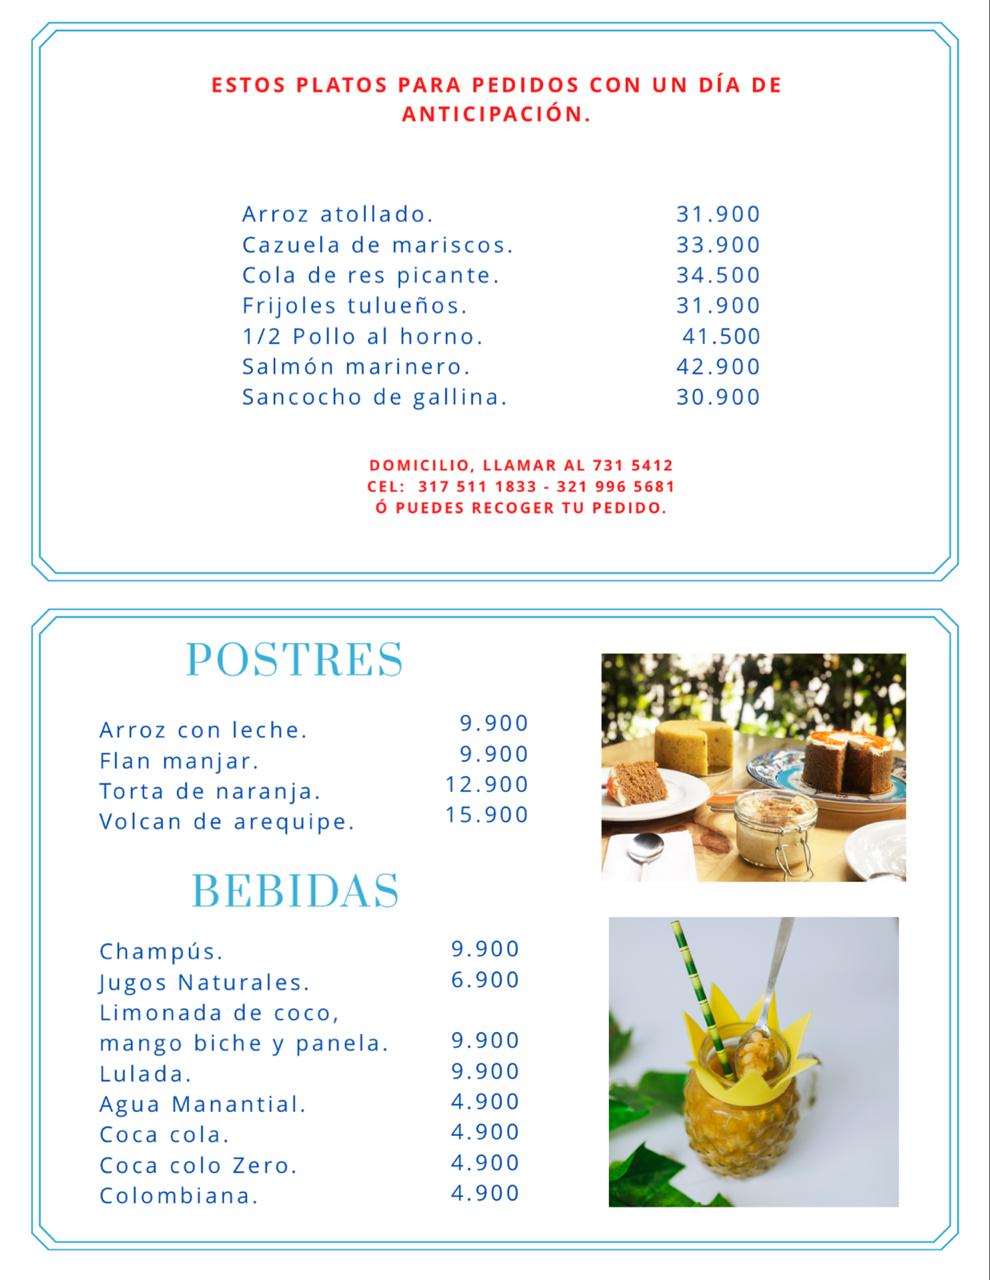 ESTOS PLATOS PARA PEDIDOS CON UN DÍA DE
ANTICIPACIÓN.
Arroz atollado. 31.900
Cazuela de mariscos. 33.900
Cola de res picante. 34.500
Frijoles tulueños. 31.900
1/2 Pollo al horno. 41.500
Salmón marinero. 42.900
Sancocho de gallina. 30.900
DOMICILIO, LLAMAR AL 731 5412
CEL: 317 511 1833 - 321 996 5681
Ó PUEDES RECOGER TU PEDIDO.
POSTRES
Arroz con leche. 9.900
Flan manjar. 9.900
Torta de naranja. 12.900
Volcan de arequipe. 15.900
BEBIDAS
Champús. 9.900
Jugos Naturales. 6.900
Limonada de coco,
mango biche y panela. 9.900
Lulada. 9.900
Agua Manantial. 4.900
Coca cola. 4.900
Coca colo Zero. 4.900
Colombiana. 4.900